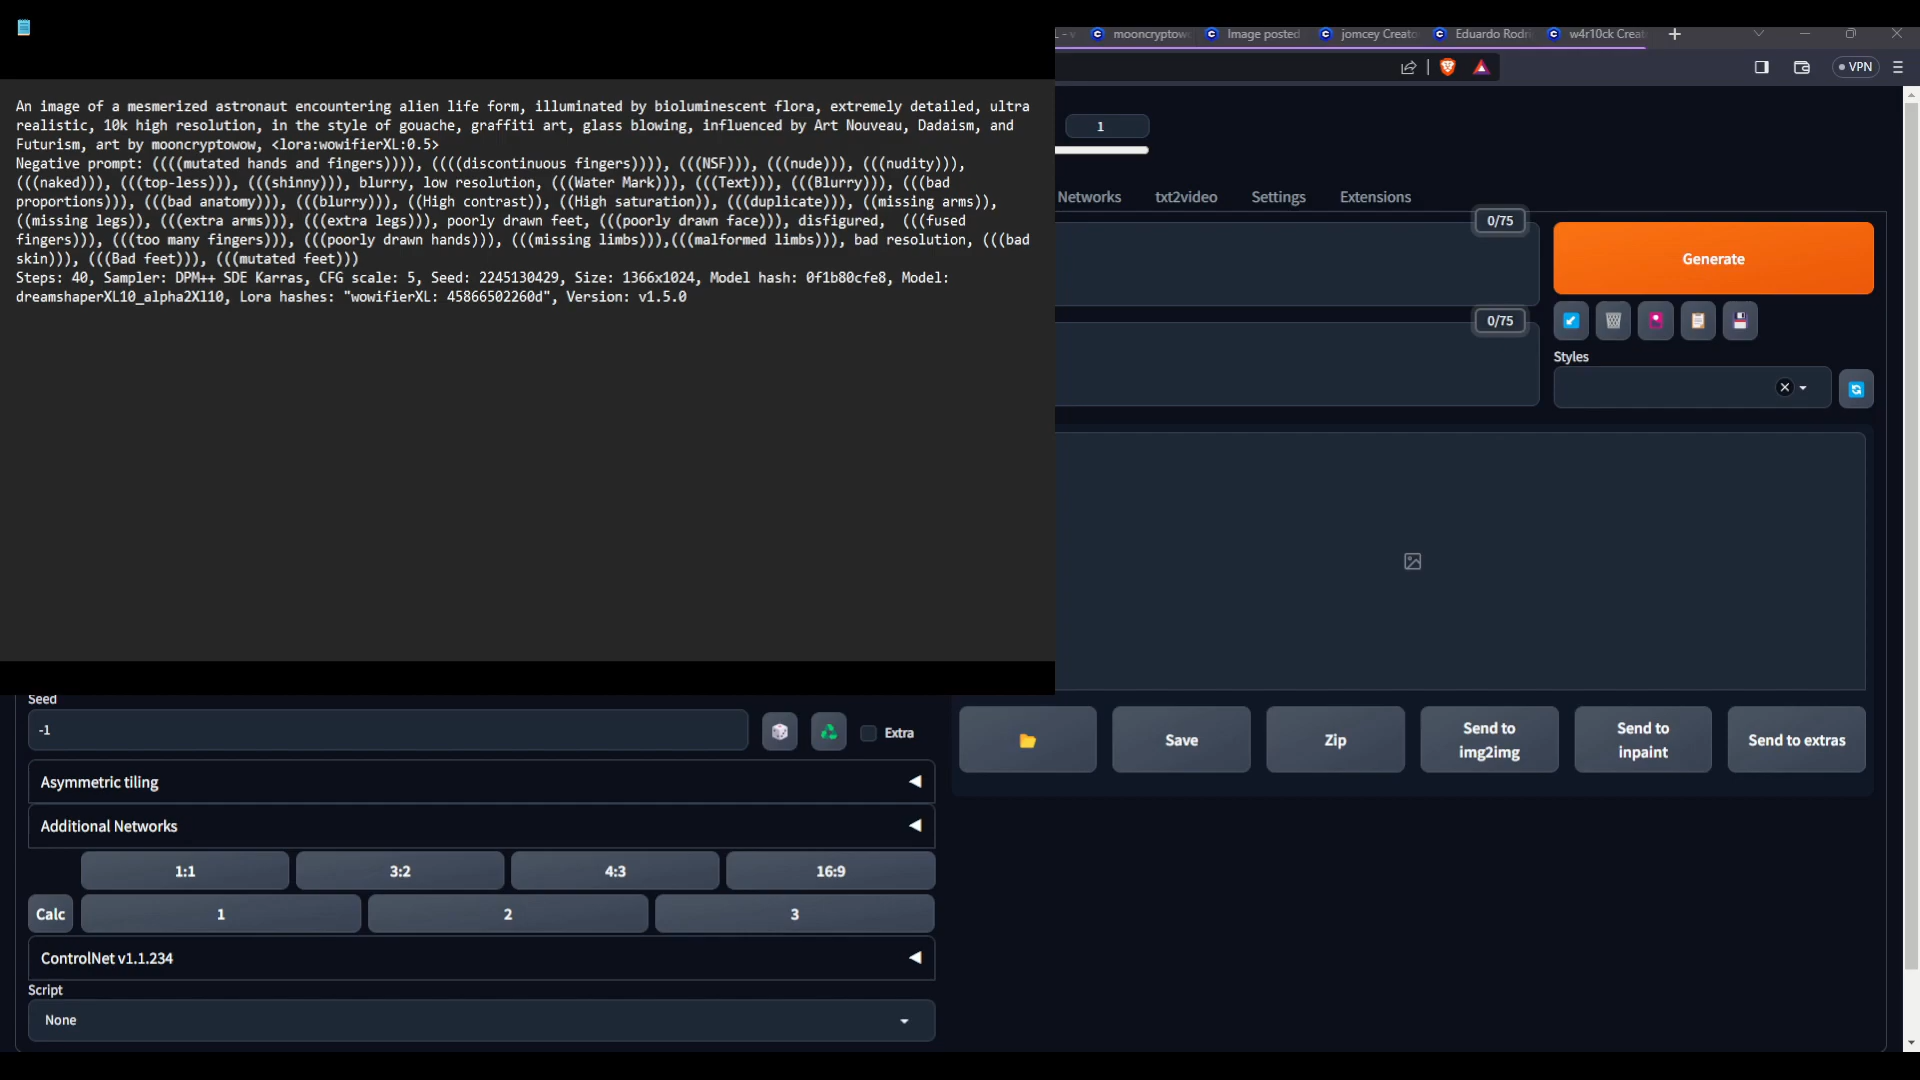 mooncryptow
Image posted
jomcey Creato
Eduardo Rodri
w4r10ck Creat
VPN
An image of a mesmerized astronaut encountering alien life form, illuminated by bioluminescent flora, extremely detailed, ultra
realistic, 10k high resolution, in the style of gouache, graffiti art, glass blowing, influenced by Art Nouveau, Dadaism, and
Futurism, art by mooncryptowow, <lora:wowifierXL:0.5>
Negative prompt: ((((mutated hands and fingers)))), ((((discontinuous fingers)))), (((NSF))), (((nude))), (((nudity))),
(((naked))), (((top-less))), (((shinny))), blurry, low resolution, (((Water Mark))), (((Text))), (((Blurry))), (((bad
proportions))), (((bad anatomy))), (((blurry))), ((High contrast)), ((High saturation)), (((duplicate))), ((missing arms)),
((missing legs)), (((extra arms))), (((extra legs))), poorly drawn feet, (((poorly drawn face))), disfigured,  (((fused
fingers))), (((too many fingers))), (((poorly drawn hands))), (((missing limbs))),(((malformed limbs))), bad resolution, (((bad
skin))), (((Bad feet))), (((mutated feet)))
Steps: 40, Sampler: DPM++ SDE Karras, CFG scale: 5, Seed: 2245130429, Size: 1366x1024, Model hash: 0f1b80cfe8, Model:
dreamshaperXL10_alpha2Xl10, Lora hashes: "wowifierXL: 45866502260d", Version: v1.5.0
1
Networks
txt2video
Settings
Extensions
0/75
Generate
0/75
Styles
Seed
-1
Extra
Save
Zip
Send to
img2img
Send to
inpaint
Send to extras
Asymmetric tiling
Additional Networks
1:1
3:2
4:3
16:9
Calc
1
2
3
ControlNet v1.1.234
Script
None